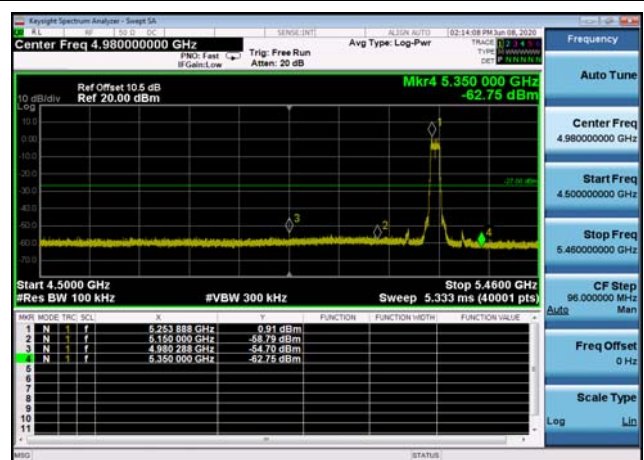 Keysight Spectrum Analyzer - Swept SA
RL RF 50 Ω DC SENSE:INT ALIGN AUTO 02:14:08 PM Jun 08, 2020
Center Freq 4.980000000 GHz
PNO: Fast
IFGain:Low
Trig: Free Run
Atten: 20 dB
Avg Type: Log-Pwr
TRACE 1 2 3 4 5 6
TYPE
DET P N N N N N
Frequency
Auto Tune
Center Freq
4.980000000 GHz
Start Freq
4.500000000 GHz
Stop Freq
5.460000000 GHz
CF Step
96.000000 MHz
Auto Man
Freq Offset
0 Hz
Scale Type
Log Lin
Mkr4 5.350 000 GHz
-62.75 dBm
Ref Offset 10.5 dB
10 dB/div Ref 20.00 dBm
Log
10.0
0.00
-10.0
-20.0
-30.0
-40.0
-50.0
-60.0
-70.0
-27.00 dBm
1
2
3
4
Start 4.5000 GHz Stop 5.4600 GHz
#Res BW 100 kHz #VBW 300 kHz Sweep 5.333 ms (40001 pts)
MKR MODE TRC SCL X Y FUNCTION FUNCTION WIDTH FUNCTION VALUE
1 N 1 f 5.253 888 GHz 0.91 dBm
2 N 1 f 5.150 000 GHz -58.79 dBm
3 N 1 f 4.980 288 GHz -54.70 dBm
4 N 1 f 5.350 000 GHz -62.75 dBm
5
6
7
8
9
10
11
MSG STATUS